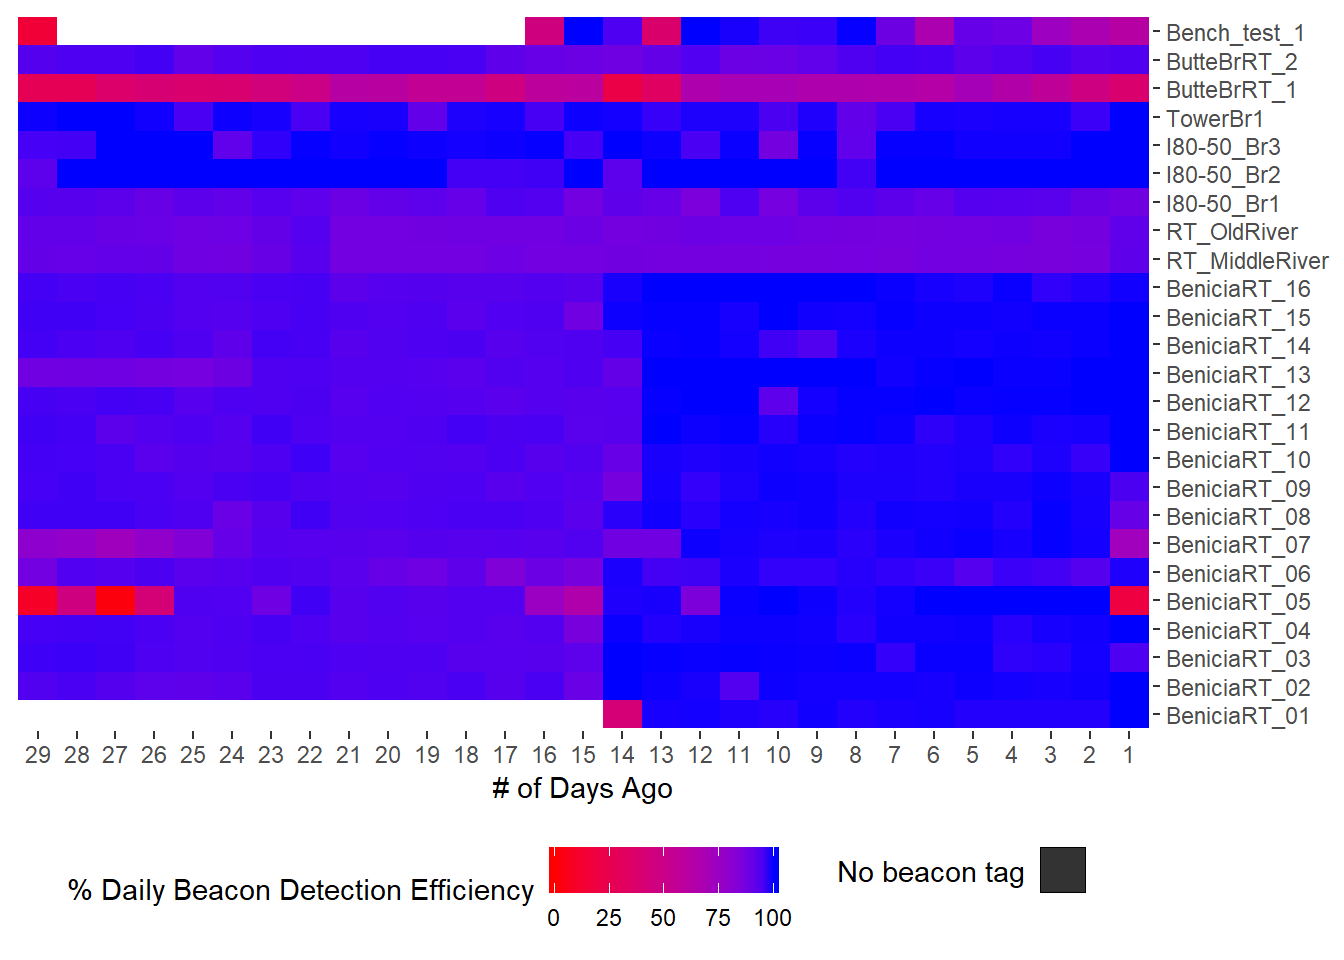 Bench_test_1
ButteBrRT_2
ButteBrRT_1
TowerBr1
I80-50_Br3
I80-50_Br2
I80-50_Br1
RT_OldRiver
RT_MiddleRiver
BeniciaRT_16
BeniciaRT_15
BeniciaRT_14
BeniciaRT_13
BeniciaRT_12
BeniciaRT_11
BeniciaRT_10
BeniciaRT_09
BeniciaRT_08
BeniciaRT_07
BeniciaRT_06
BeniciaRT_05
BeniciaRT_04
BeniciaRT_03
BeniciaRT_02
BeniciaRT_01
29 28 27 26 25 24 23 22 21 20 19 18 17 16 15 14 13 12 11 10 9 8 7 6 5 4 3 2 1
# of Days Ago
% Daily Beacon Detection Efficiency
0 25 50 75 100
No beacon tag